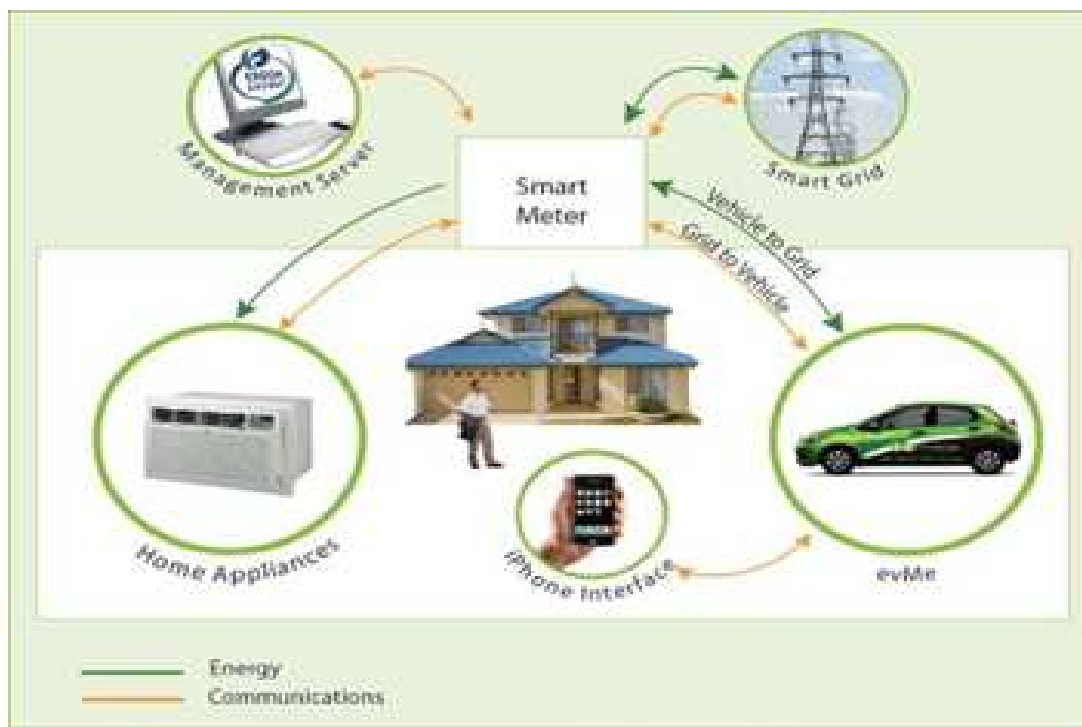 Management Server
Smart Grid
Smart
Meter
Vehicle to Grid
Grid to Vehicle
Home Appliances
iPhone Interface
evMe
Energy
Communications